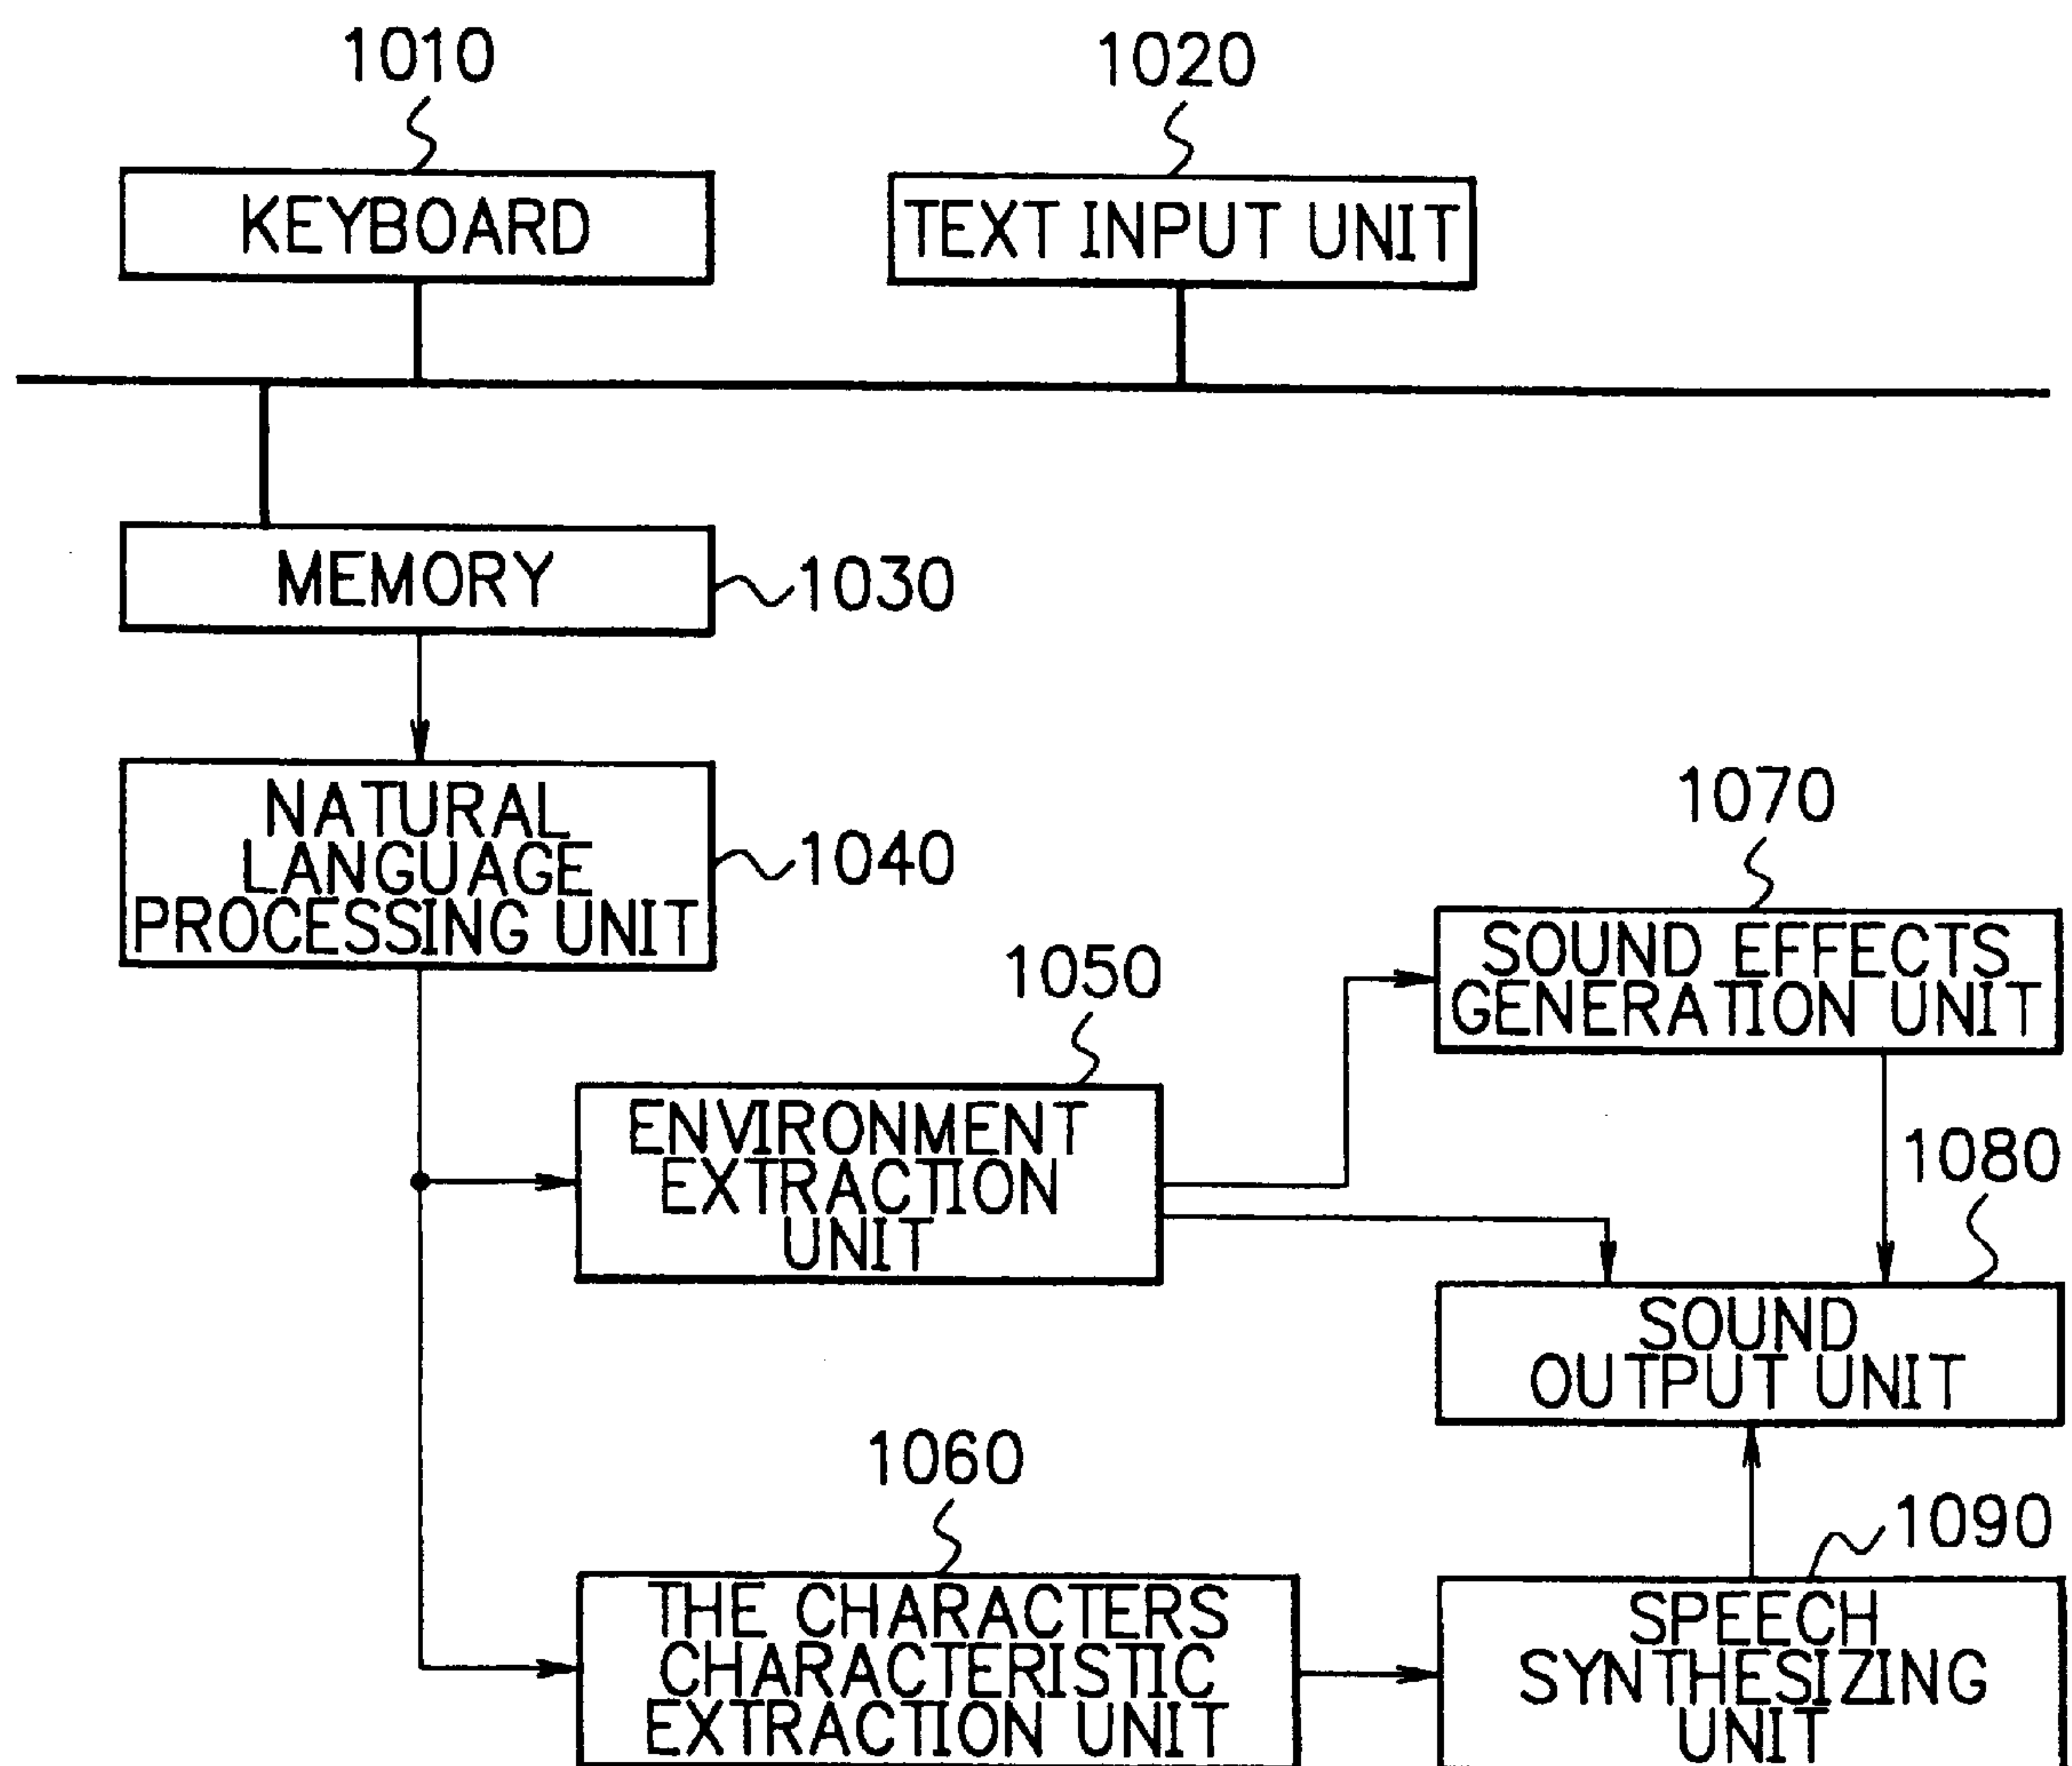 1010
1020
KEYBOARD
TEXT INPUT UNIT
MEMORY
1030
NATURAL
LANGUAGE
PROCESSING UNIT
1040
1050
ENVIRONMENT
EXTRACTION
UNIT
1070
SOUND EFFECTS
GENERATION UNIT
1080
SOUND
OUTPUT UNIT
1060
THE CHARACTERS
CHARACTERISTIC
EXTRACTION UNIT
1090
SPEECH
SYNTHESIZING
UNIT